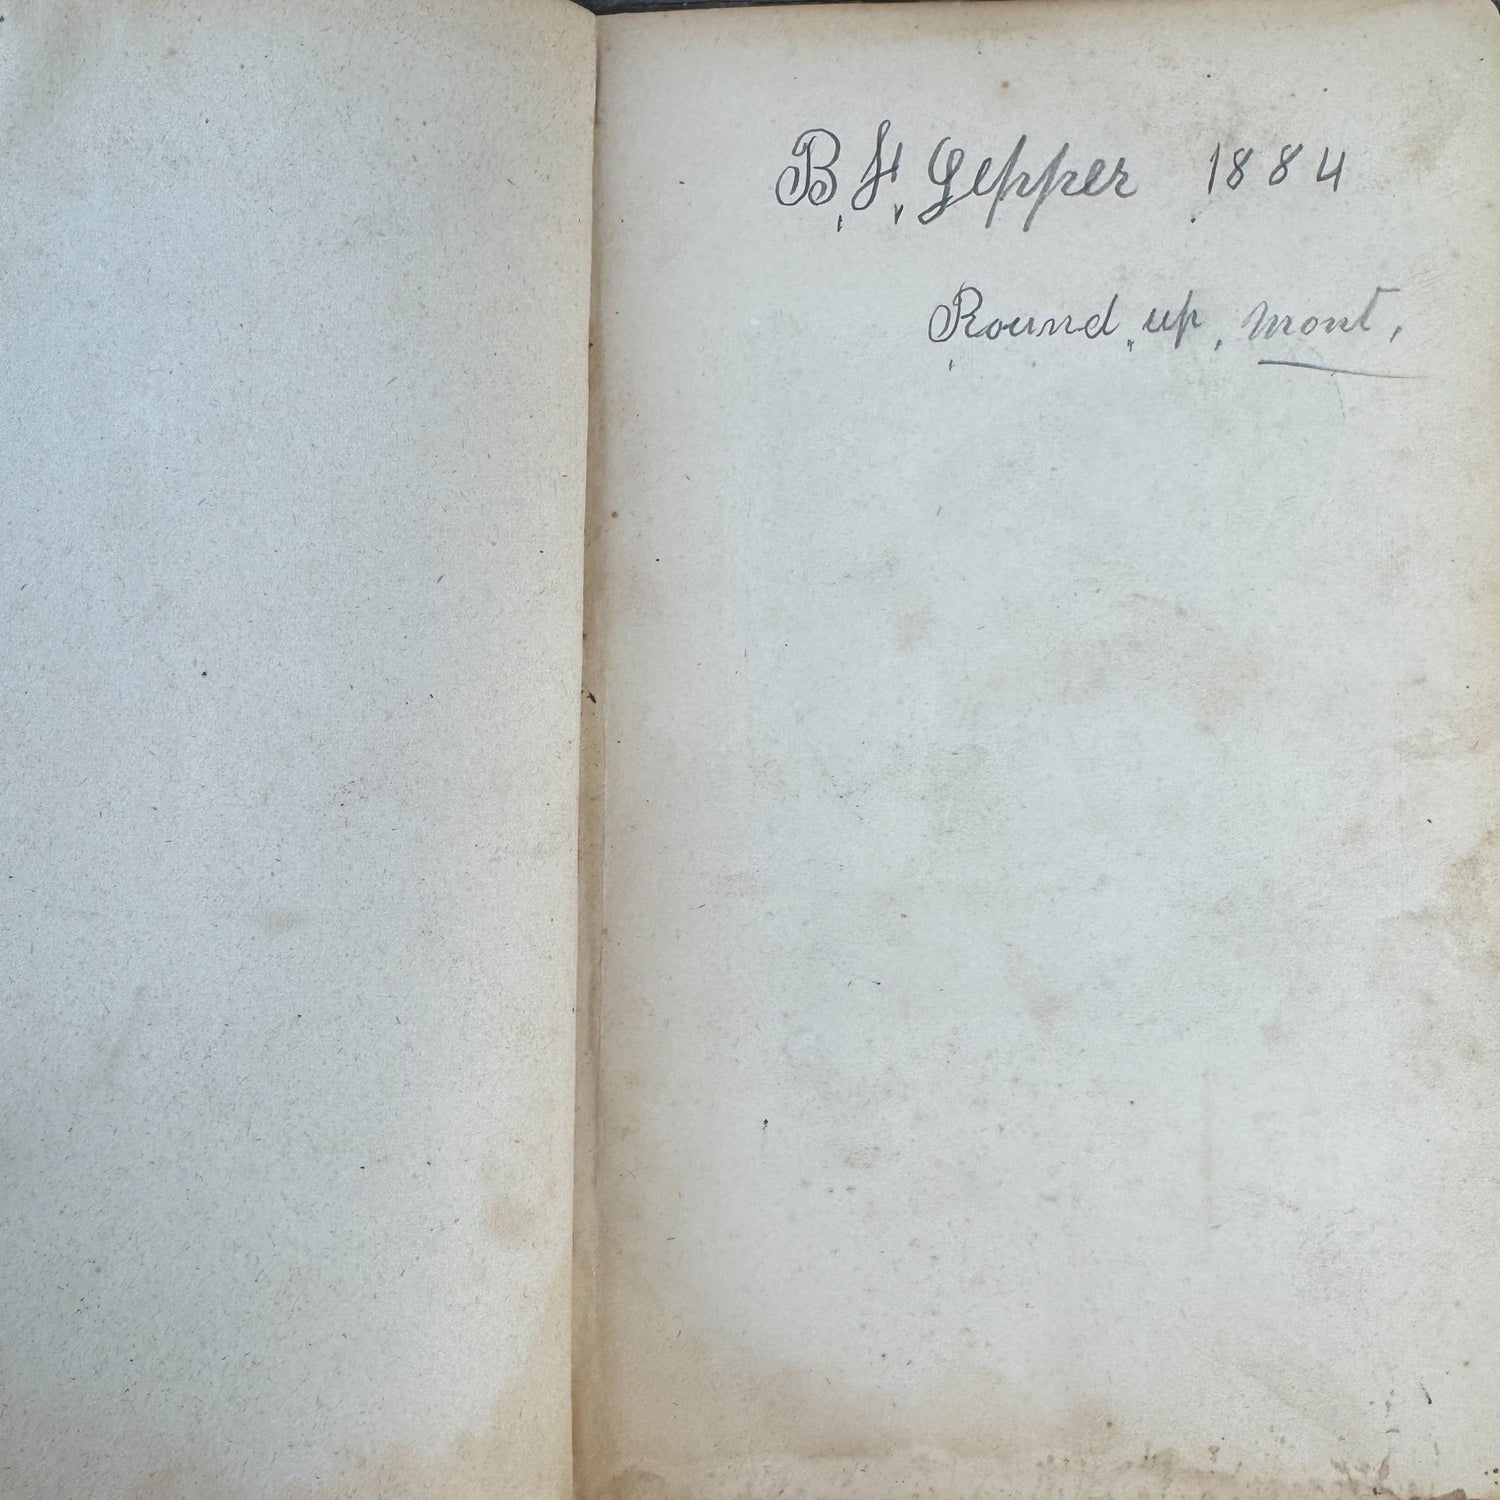 B, F, Gepper 1884
Round, up, Mont,